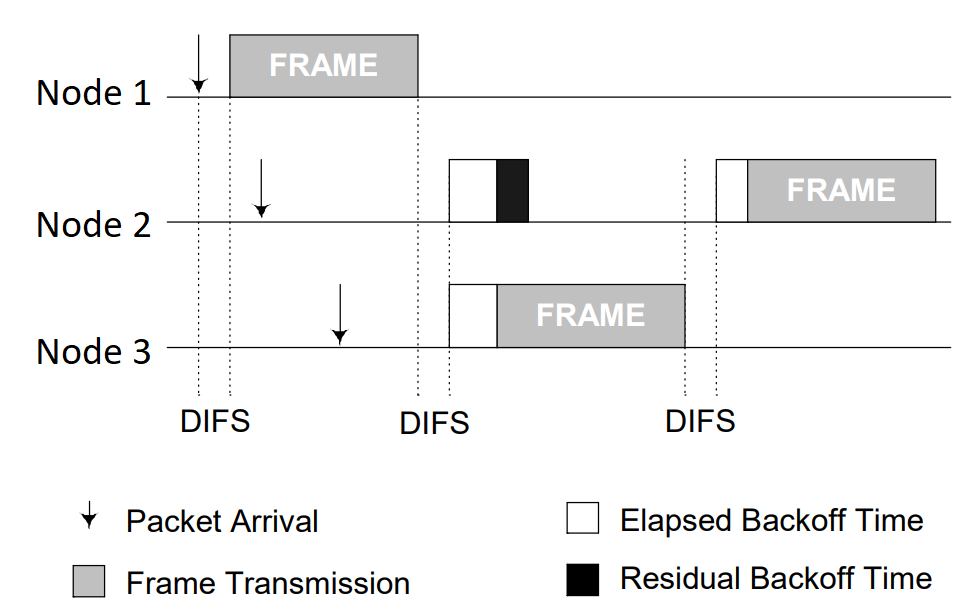 FRAME
Node 1
FRAME
Node 2
FRAME
Node 3
DIFS DIFS DIFS
Packet Arrival Elapsed Backoff Time
Frame Transmission Residual Backoff Time